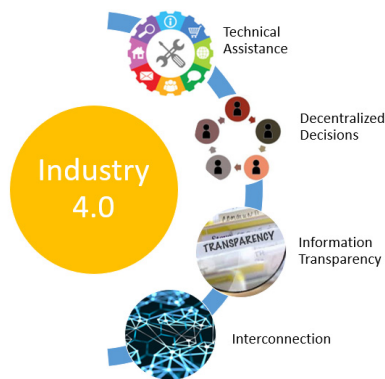 Technical
Assistance
Decentralized
Decisions
Industry
4.0
TRANSPARENCY
Information
Transparency
Interconnection